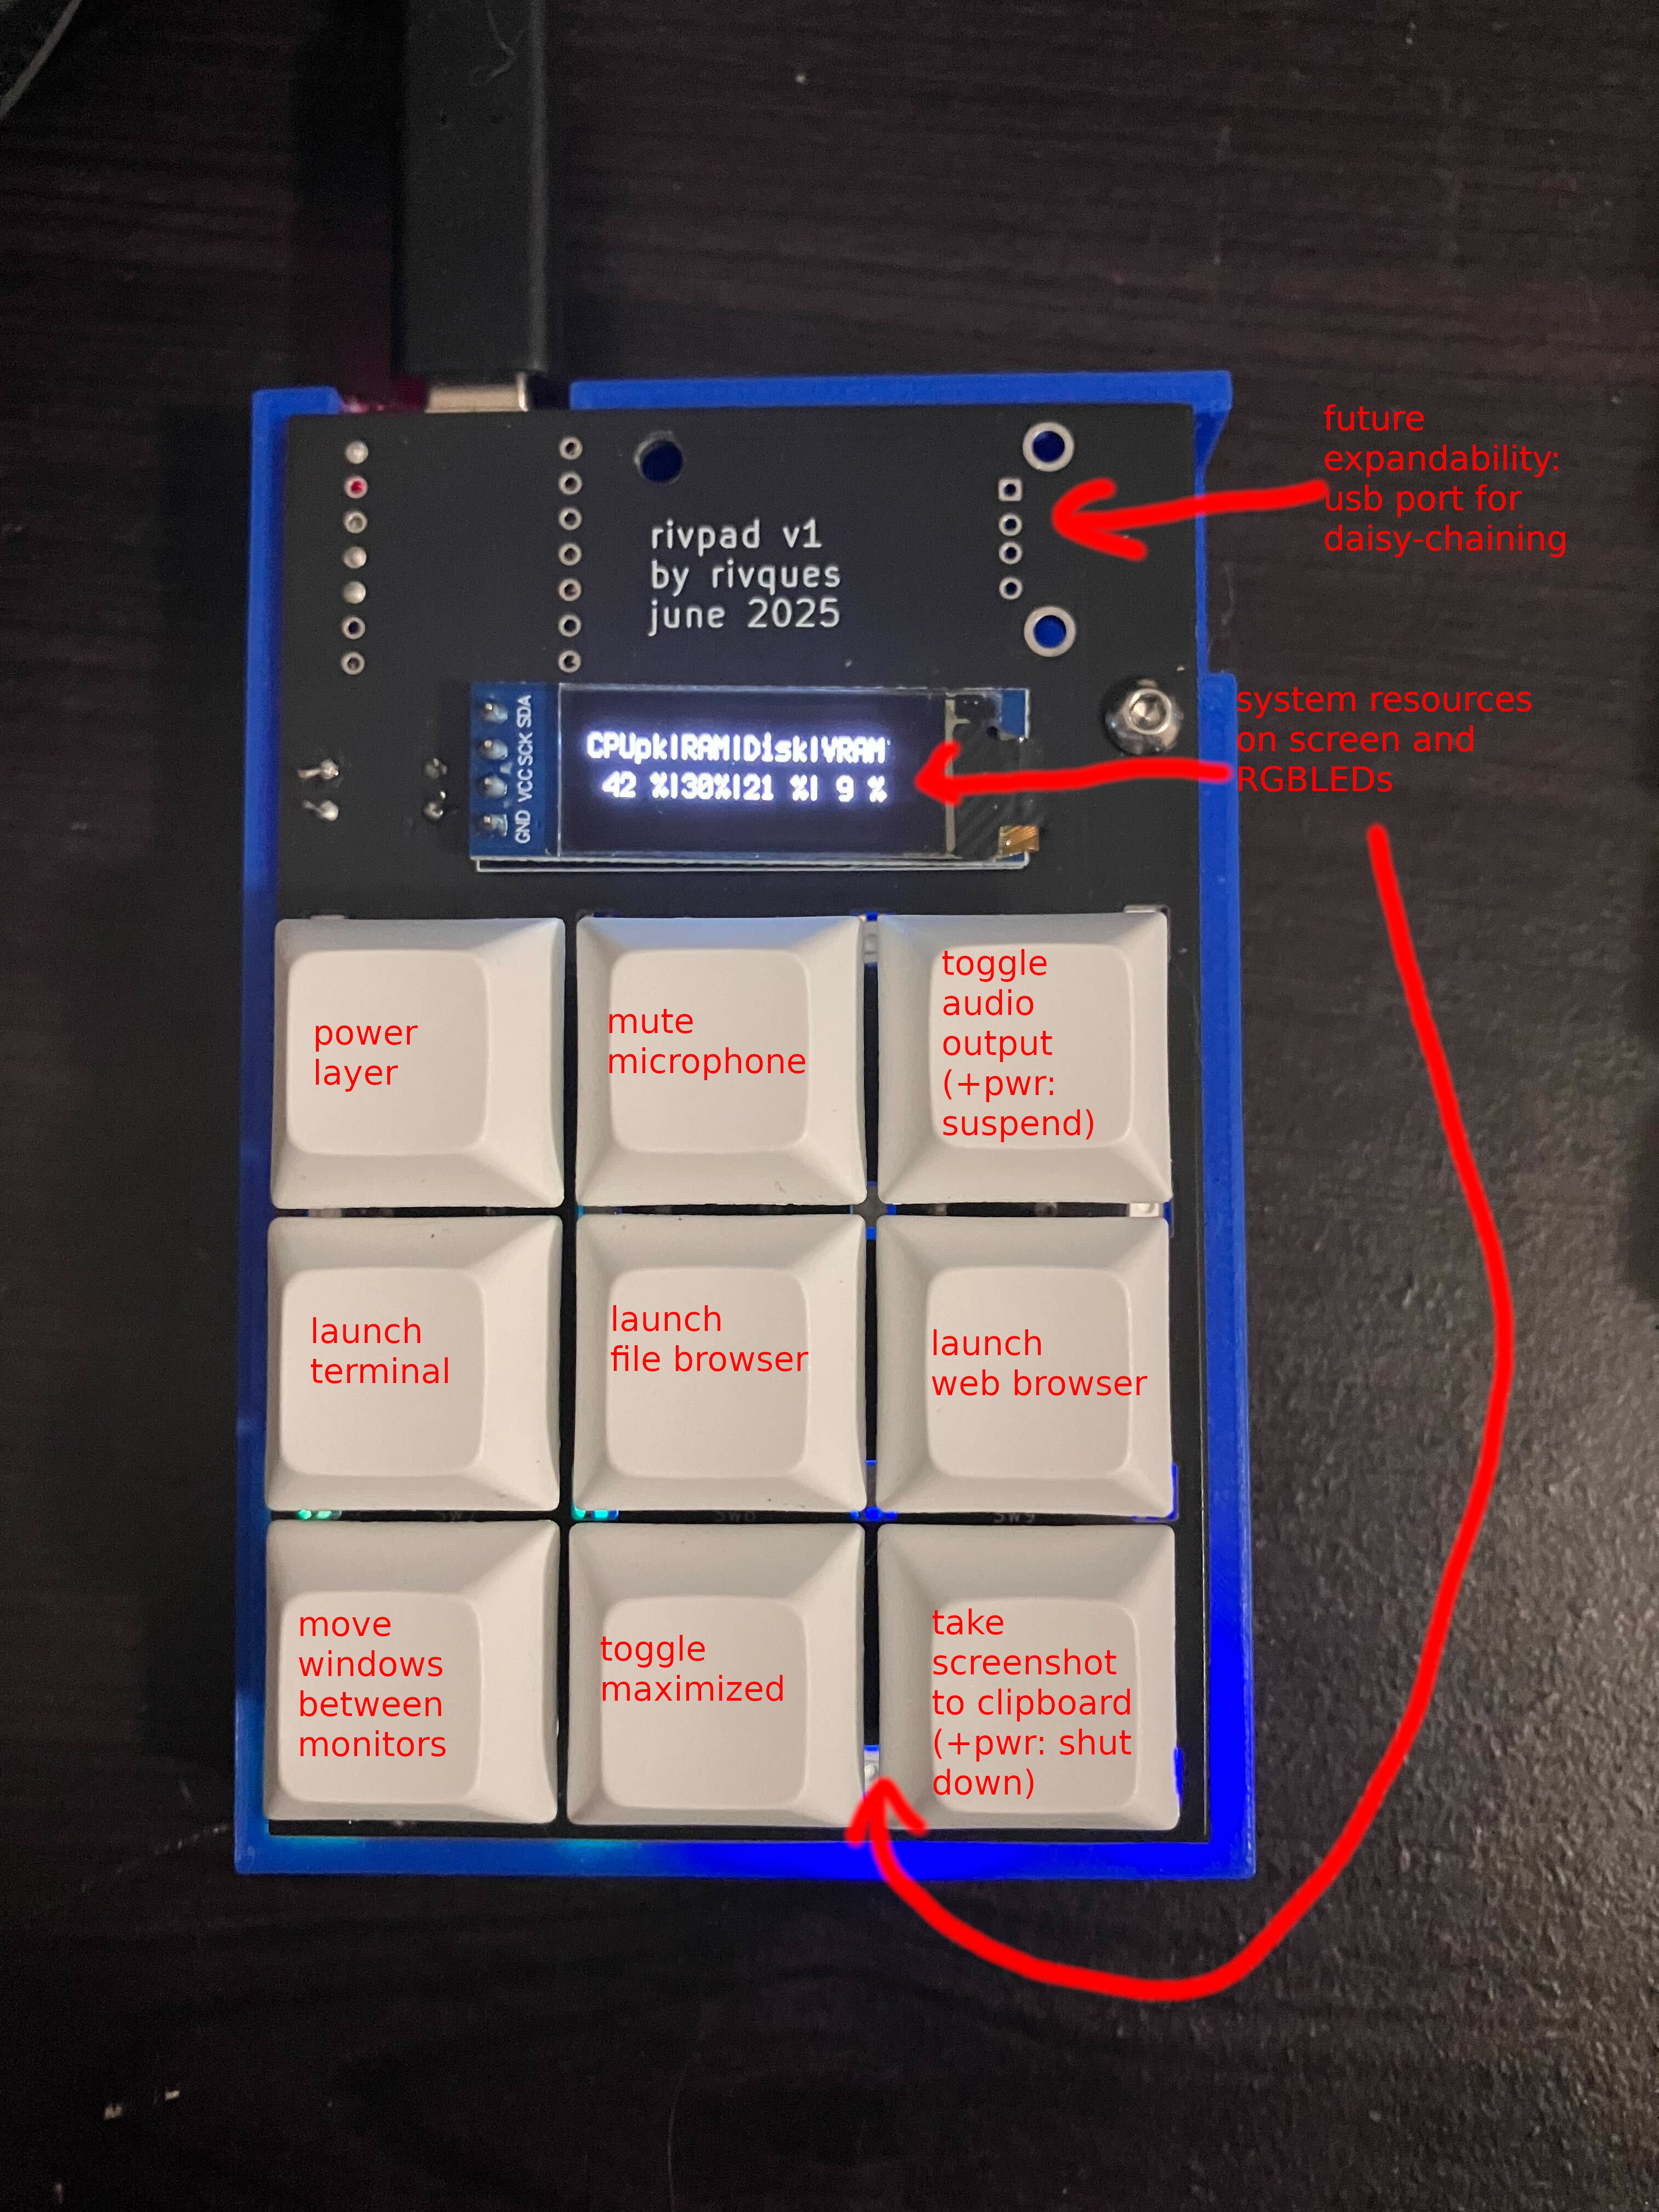 future
expandability:
usb port for
daisy-chaining
rivpad v1
by rivques
june 2025
system resources
on screen and
RGBLEDs
GND VCC SCK SDA
CPUpk|RAM|Disk|VRAM
42 %|30%|21 %| 9 %
power
layer
mute
microphone
toggle
audio
output
(+pwr:
suspend)
launch
terminal
launch
file browser
launch
web browser
SW7
SW8
SW9
move
windows
between
monitors
toggle
maximized
take
screenshot
to clipboard
(+pwr: shut
down)